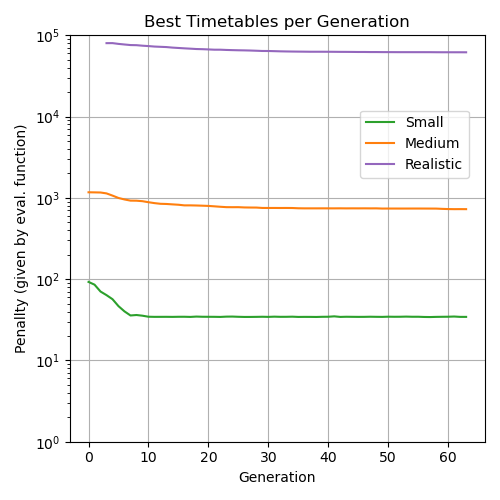 Best Timetables per Generation
Penallty (given by eval. function)
10^5
10^4
10^3
10^2
10^1
10^0
Small
Medium
Realistic
0 10 20 30 40 50 60
Generation